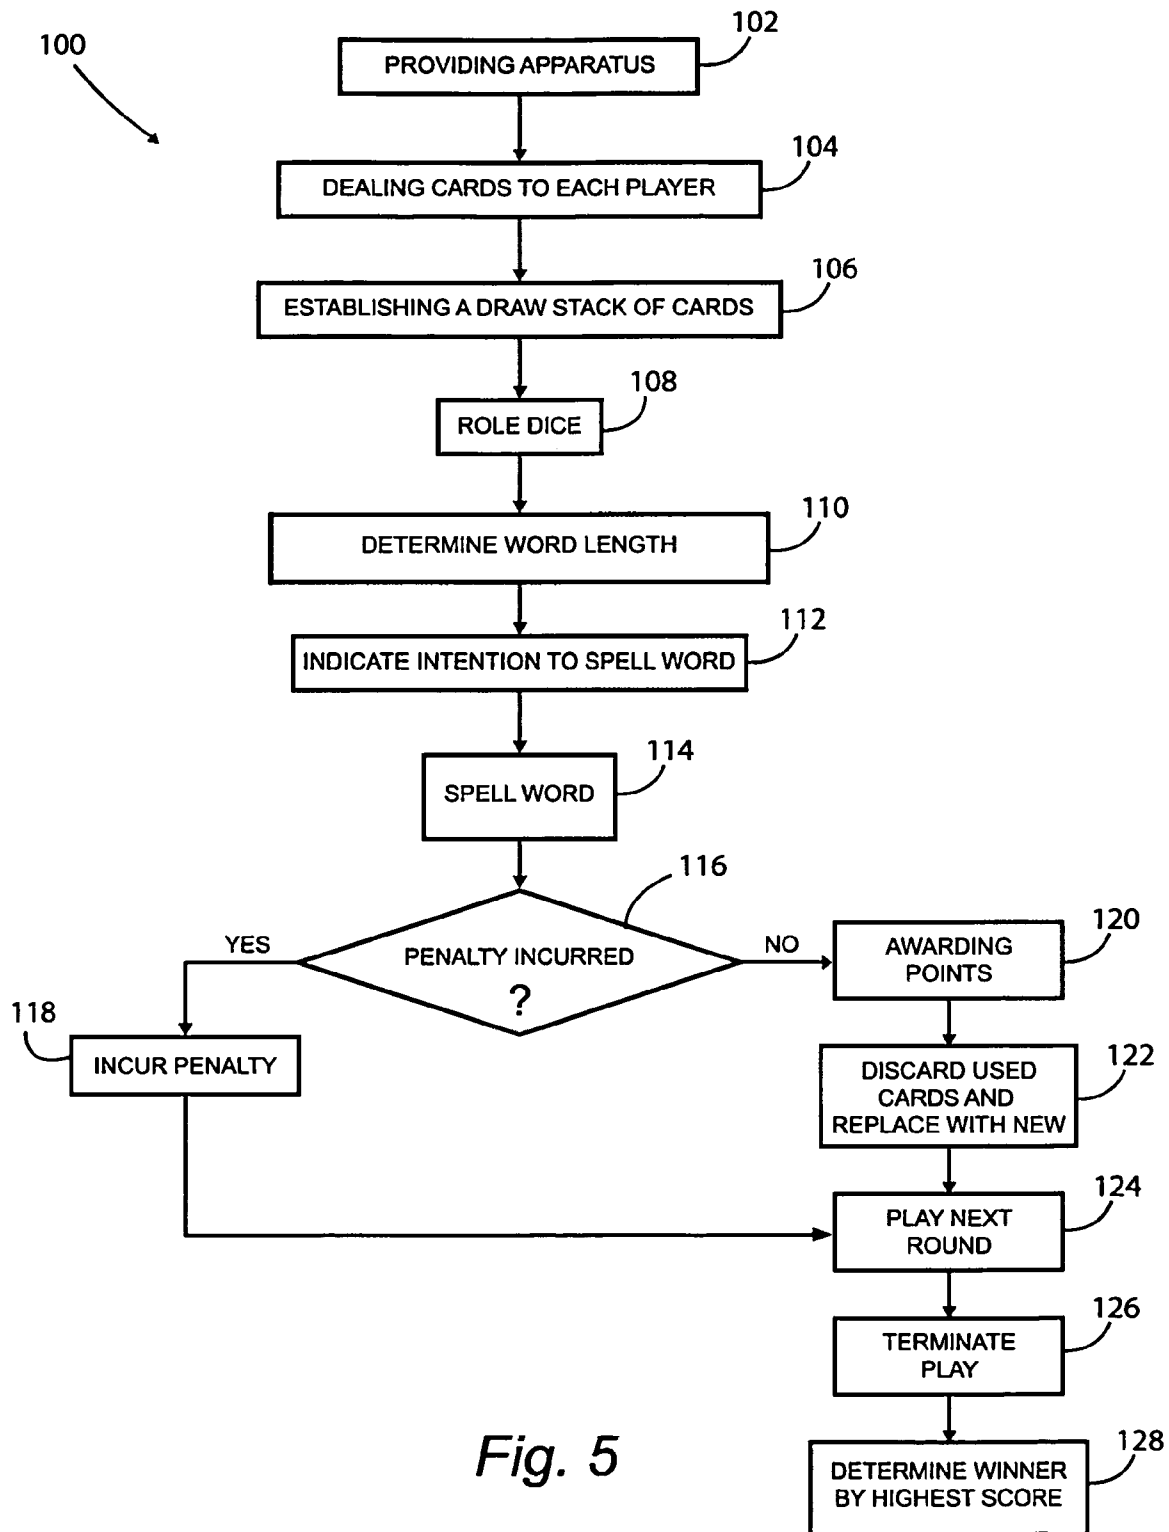 100
102
PROVIDING APPARATUS
104
DEALING CARDS TO EACH PLAYER
106
ESTABLISHING A DRAW STACK OF CARDS
108
ROLE DICE
110
DETERMINE WORD LENGTH
112
INDICATE INTENTION TO SPELL WORD
114
SPELL WORD
116
PENALTY INCURRED
?
YES
NO
118
INCUR PENALTY
120
AWARDING
POINTS
122
DISCARD USED
CARDS AND
REPLACE WITH NEW
124
PLAY NEXT
ROUND
126
TERMINATE
PLAY
128
DETERMINE WINNER
BY HIGHEST SCORE
Fig. 5